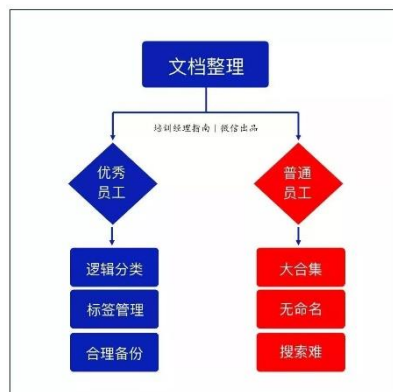 文档整理
培训经理指南 | 微信出品
优秀
员工
普通
员工
逻辑分类
标签管理
合理备份
大合集
无命名
搜索难